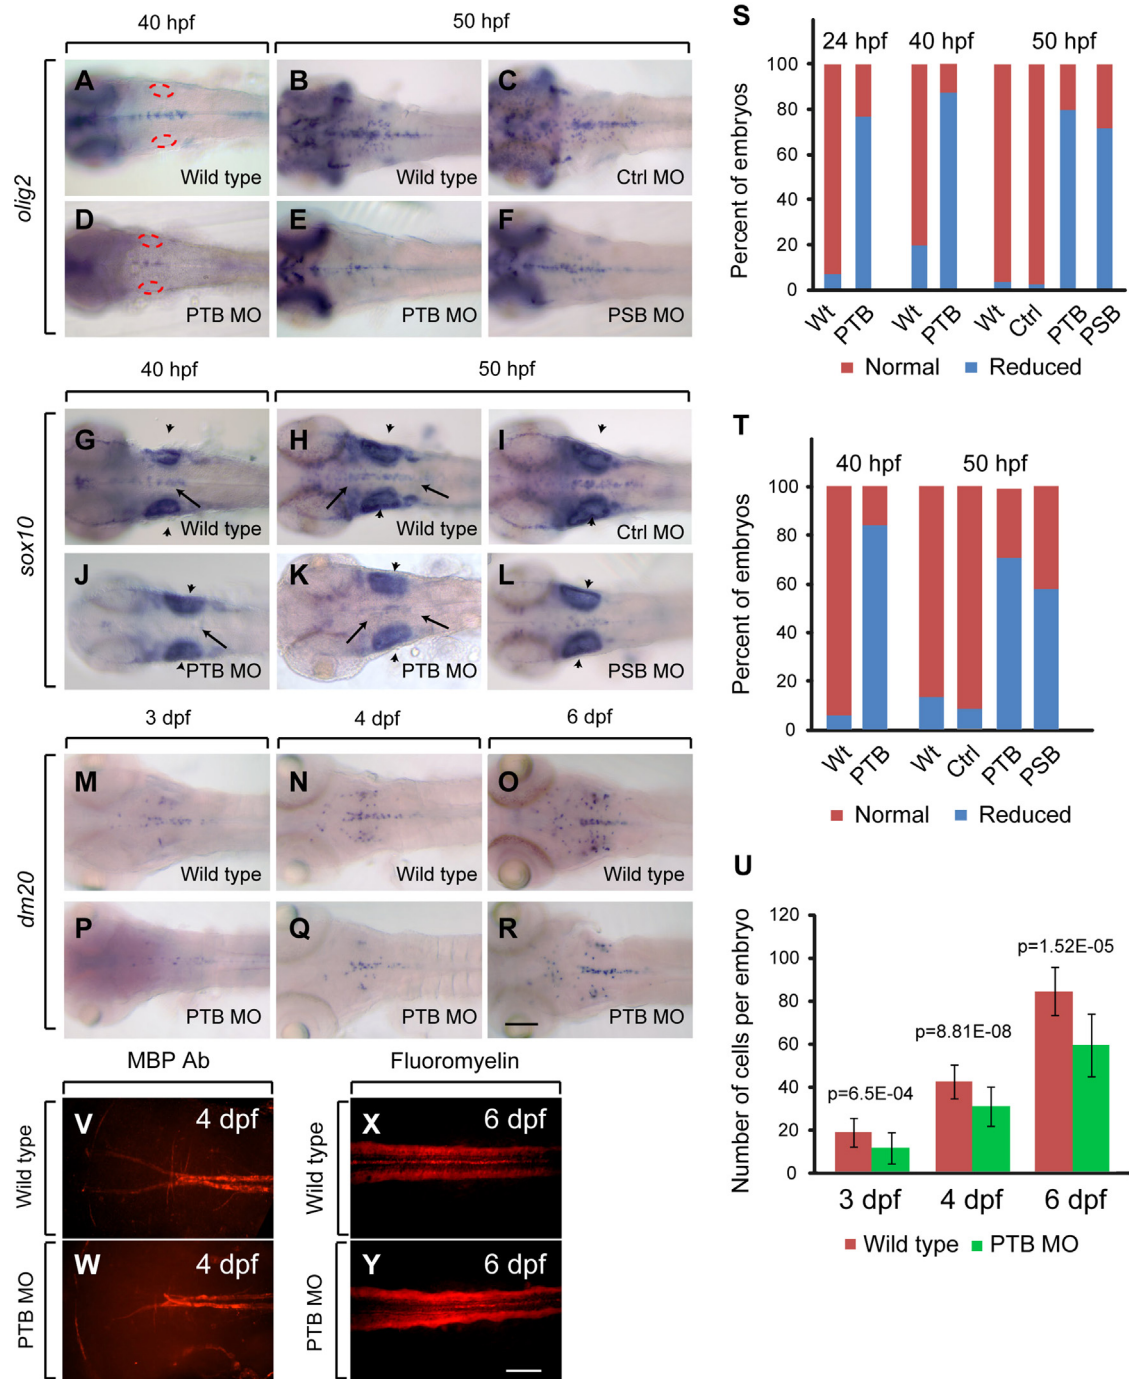 40 hpf
50 hpf
olig2
A
Wild type
B
Wild type
C
Ctrl MO
D
PTB MO
E
PTB MO
F
PSB MO
40 hpf
50 hpf
sox10
G
Wild type
H
Wild type
I
Ctrl MO
J
PTB MO
K
PTB MO
L
PSB MO
3 dpf
4 dpf
6 dpf
dm20
M
Wild type
N
Wild type
O
Wild type
P
PTB MO
Q
PTB MO
R
PTB MO
MBP Ab
Fluoromyelin
Wild type
V
4 dpf
Wild type
X
6 dpf
PTB MO
W
4 dpf
PTB MO
Y
6 dpf
S
24 hpf 40 hpf 50 hpf
Percent of embryos
100
80
60
40
20
0
Wt PTB Wt PTB Wt Ctrl PTB PSB
Normal Reduced
T
40 hpf 50 hpf
Percent of embryos
100
80
60
40
20
0
Wt PTB Wt Ctrl PTB PSB
Normal Reduced
U
Number of cells per embryo
120
100
80
60
40
20
0
p=6.5E-04
p=8.81E-08
p=1.52E-05
3 dpf 4 dpf 6 dpf
Wild type PTB MO